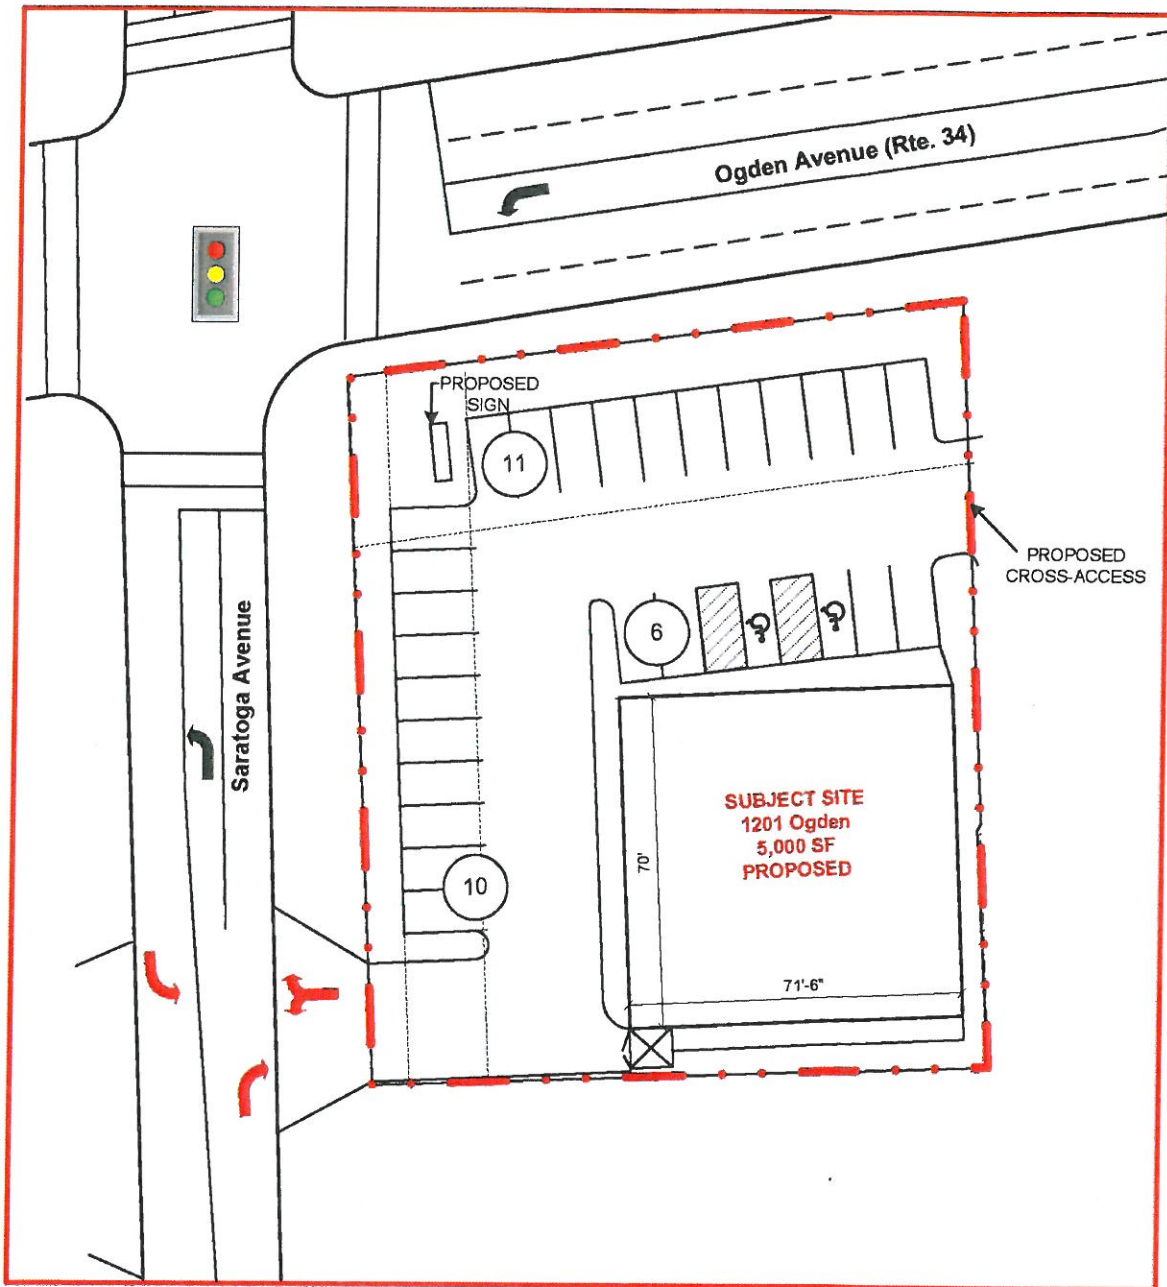 Ogden Avenue (Rte. 34)
PROPOSED
SIGN
11
PROPOSED
CROSS-ACCESS
6
Saratoga Avenue
SUBJECT SITE
1201 Ogden
5,000 SF
PROPOSED
70'
10
71'-6"